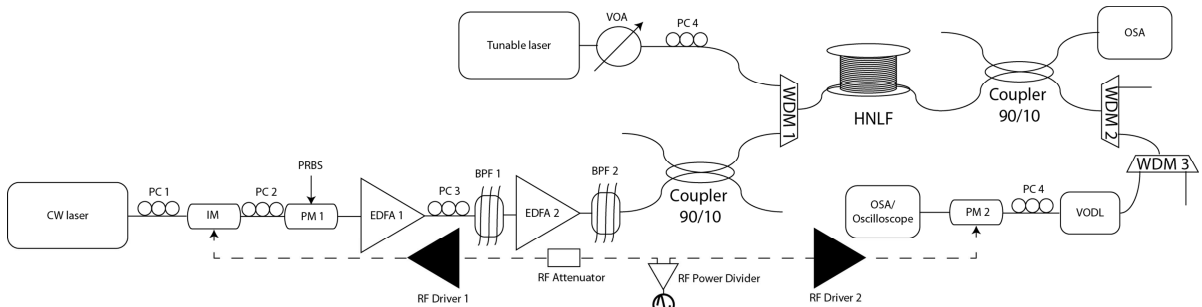 VOA
PC 4
Tunable laser
OSA
WDM 1
HNLF
Coupler
90/10
WDM 2
WDM 3
PRBS
PC 1
PC 2
PC 3
BPF 1
BPF 2
CW laser
IM
PM 1
EDFA 1
EDFA 2
Coupler
90/10
OSA/
Oscilloscope
PM 2
PC 4
VODL
RF Driver 1
RF Attenuator
RF Power Divider
RF Driver 2